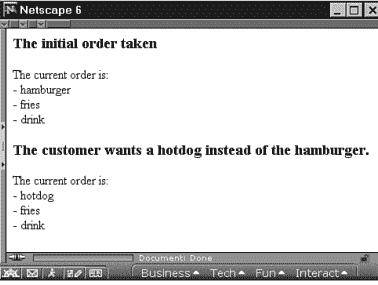 Netscape 6
The initial order taken
The current order is:
- hamburger
- fries
- drink
The customer wants a hotdog instead of the hamburger.
The current order is:
- hotdog
- fries
- drink
Document: Done
Business Tech Fun Interact